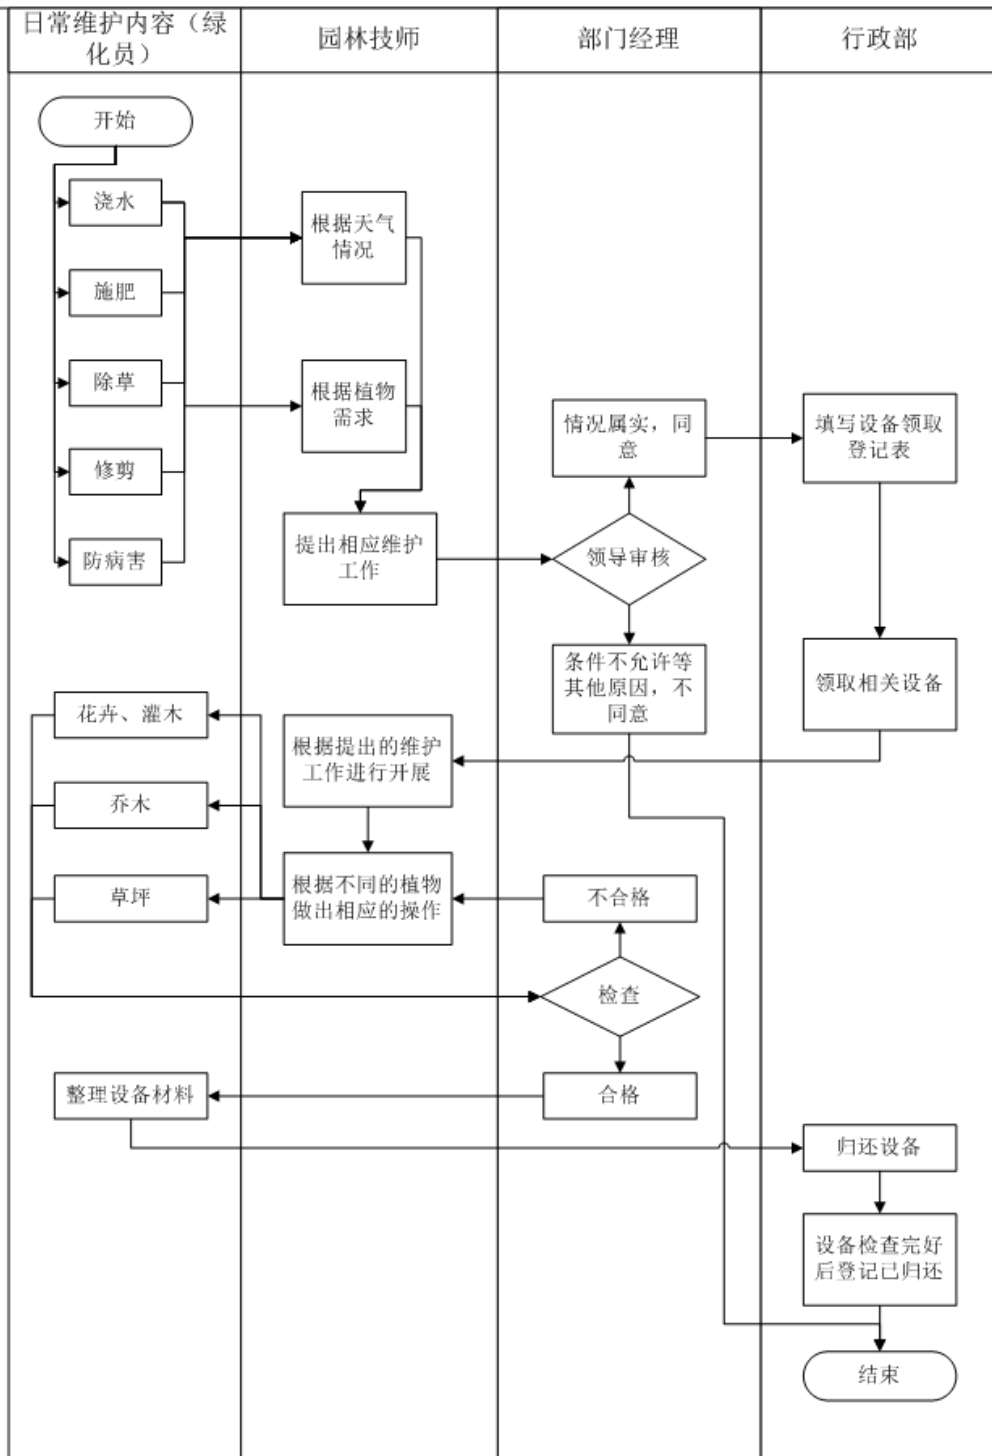 日常维护内容（绿
化员）
园林技师
部门经理
行政部
开始
浇水
施肥
除草
修剪
防病害
根据天气
情况
根据植物
需求
提出相应维护
工作
情况属实，同
意
领导审核
条件不允许等
其他原因，不
同意
填写设备领取
登记表
领取相关设备
根据提出的维护
工作进行开展
根据不同的植物
做出相应的操作
花卉、灌木
乔木
草坪
不合格
检查
合格
整理设备材料
归还设备
设备检查完好
后登记已归还
结束